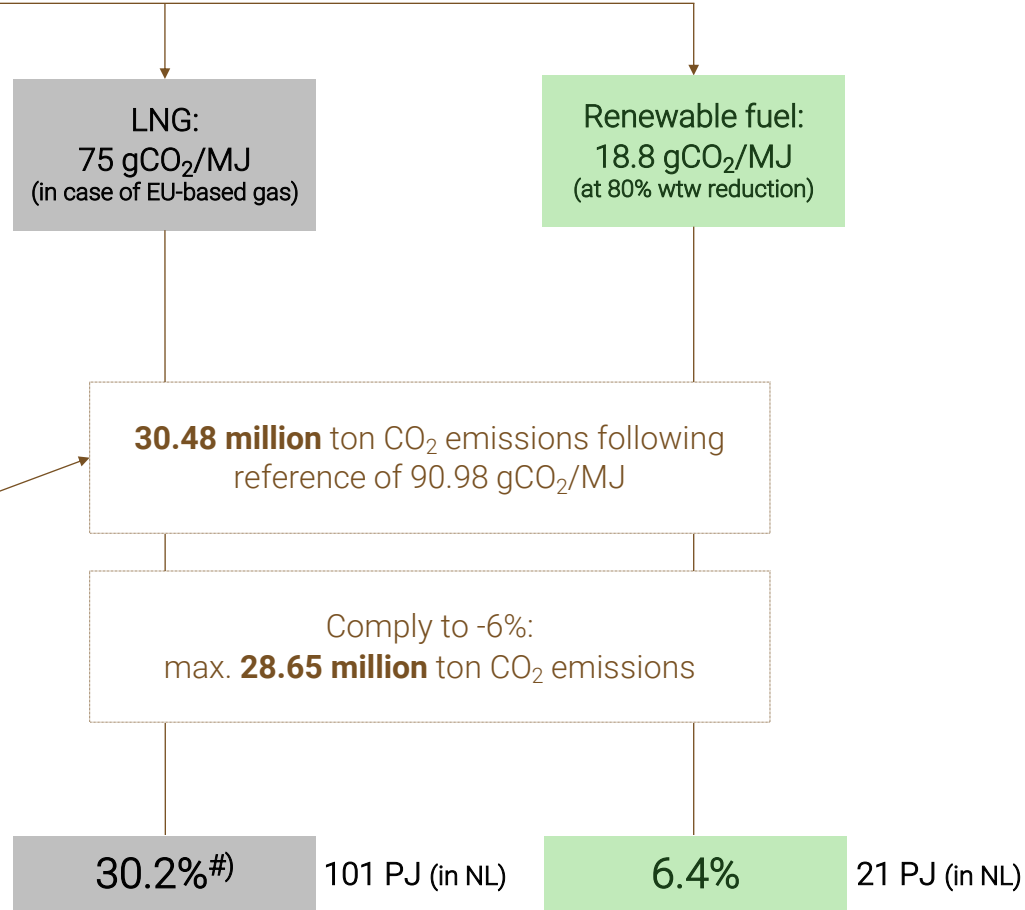 LNG:
75 gCO₂/MJ
(in case of EU-based gas)
Renewable fuel:
18.8 gCO₂/MJ
(at 80% wtw reduction)
30.48 million ton CO₂ emissions following
reference of 90.98 gCO₂/MJ
Comply to -6%:
max. 28.65 million ton CO₂ emissions
30.2%#) 101 PJ (in NL)
6.4% 21 PJ (in NL)